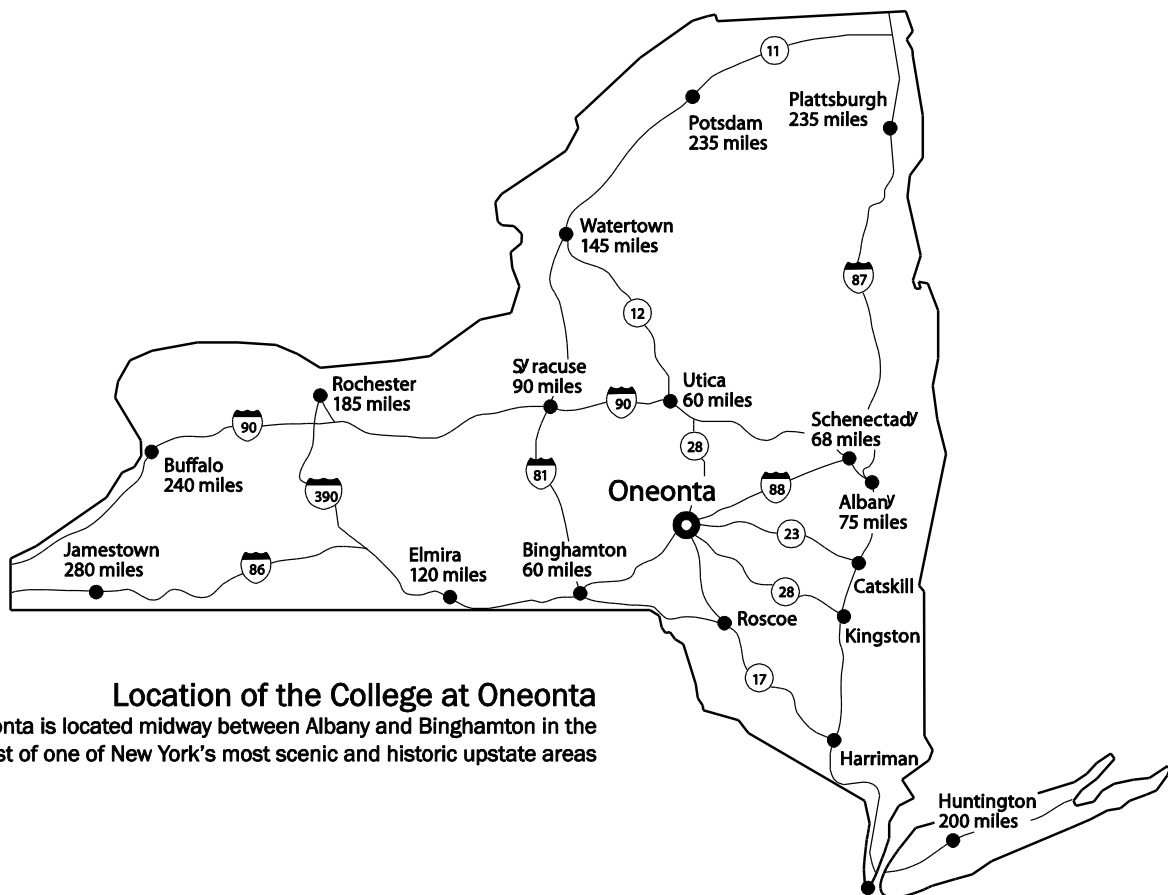 11
Plattsburgh
235 miles
Potsdam
235 miles
Watertown
145 miles
87
12
Syracuse
90 miles
Utica
60 miles
Rochester
185 miles
90
90
Schenectady
68 miles
28
Buffalo
240 miles
81
88
390
Oneonta
Albany
75 miles
23
Jamestown
280 miles
86
Elmira
120 miles
Binghamton
60 miles
28
Catskill
Roscoe
Kingston
17
Location of the College at Oneonta
onta is located midway between Albany and Binghamton in the
st of one of New York's most scenic and historic upstate areas
Harriman
Huntington
200 miles